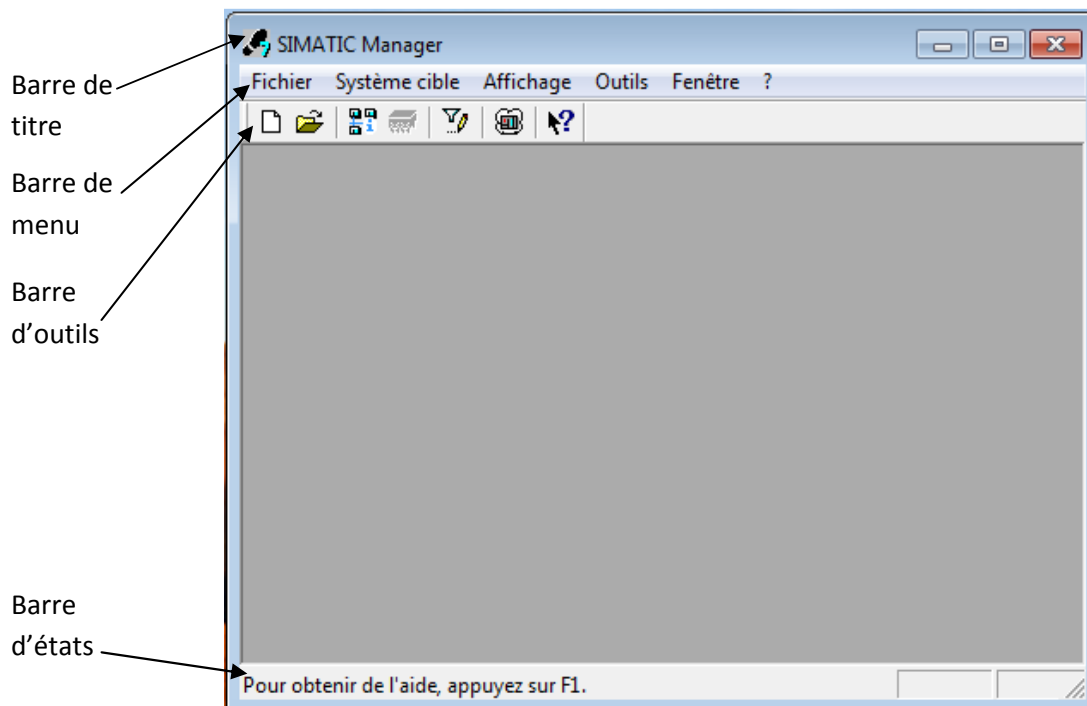 SIMATIC Manager
Barre de
titre
Fichier Système cible Affichage Outils Fenêtre ?
Barre de
menu
Barre
d’outils
Barre
d’états
Pour obtenir de l'aide, appuyez sur F1.